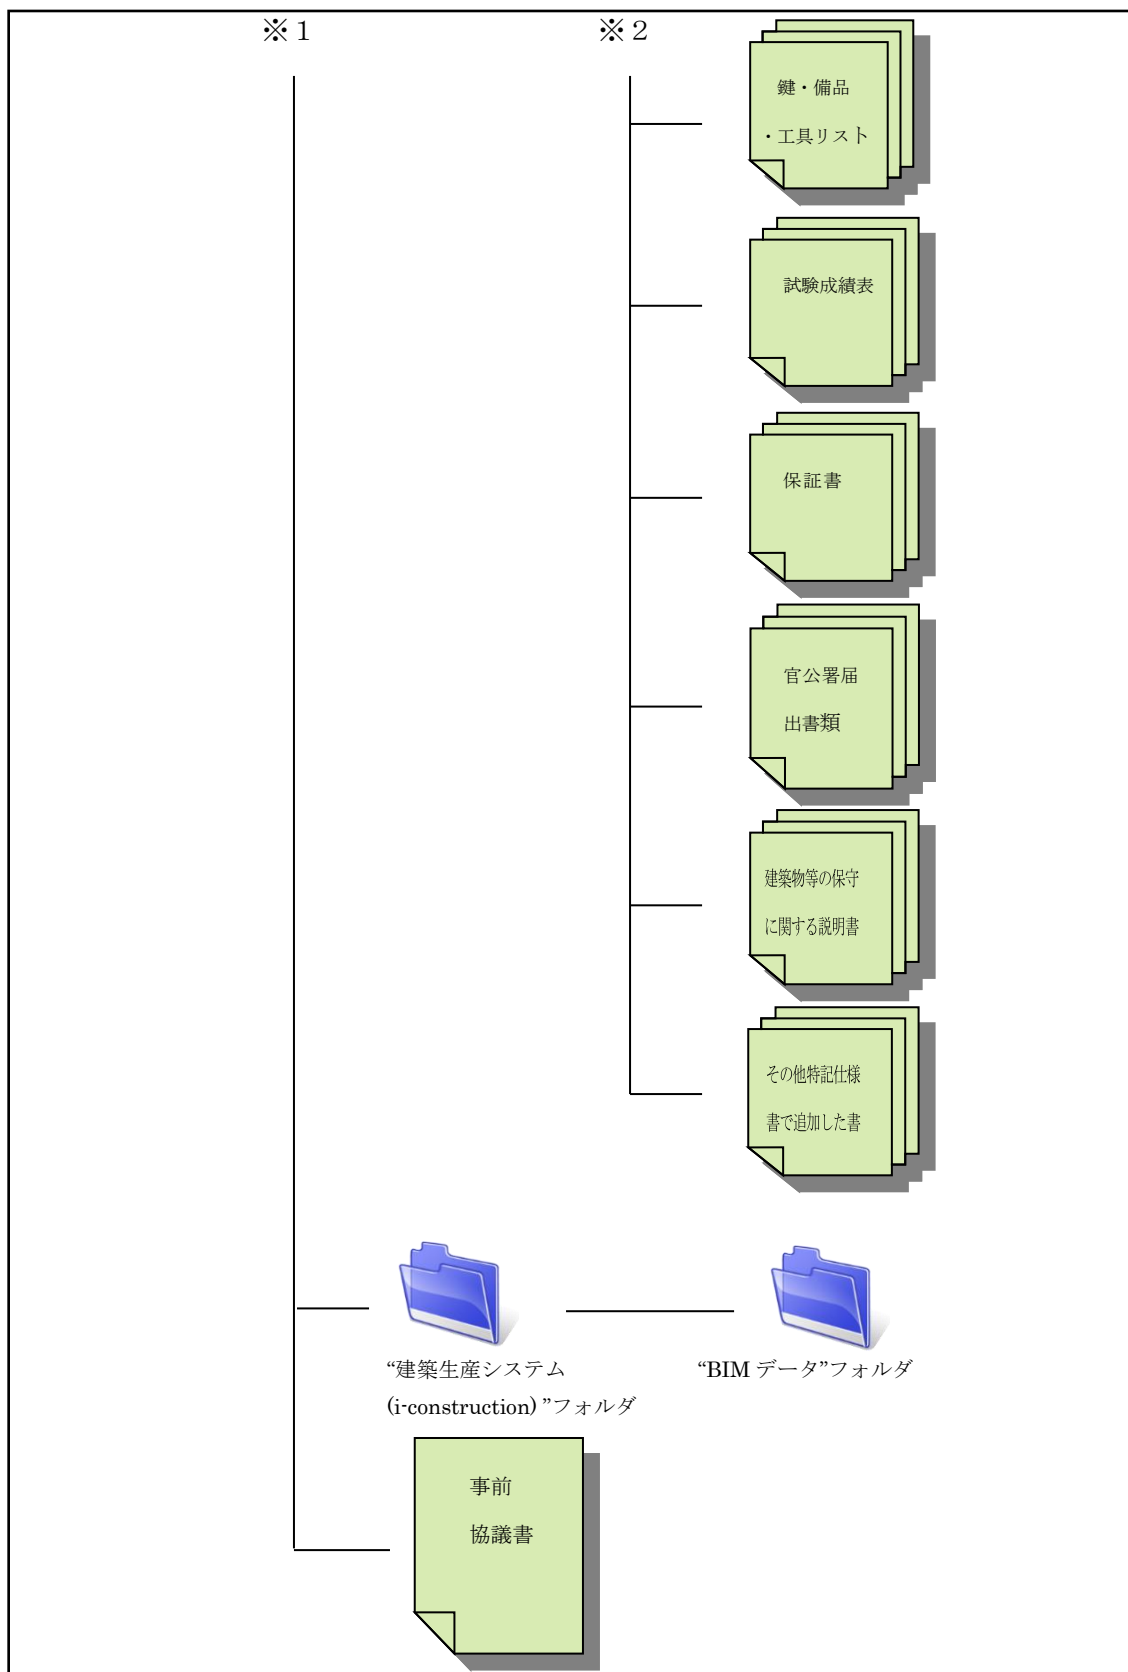 ※１
※２
鍵・備品
・工具リスト
試験成績表
保証書
官公署届
出書類
建築物等の保守
に関する説明書
その他特記仕様
書で追加した書
“建築生産システム
(i-construction) ”フォルダ
“BIM データ”フォルダ
事前
協議書